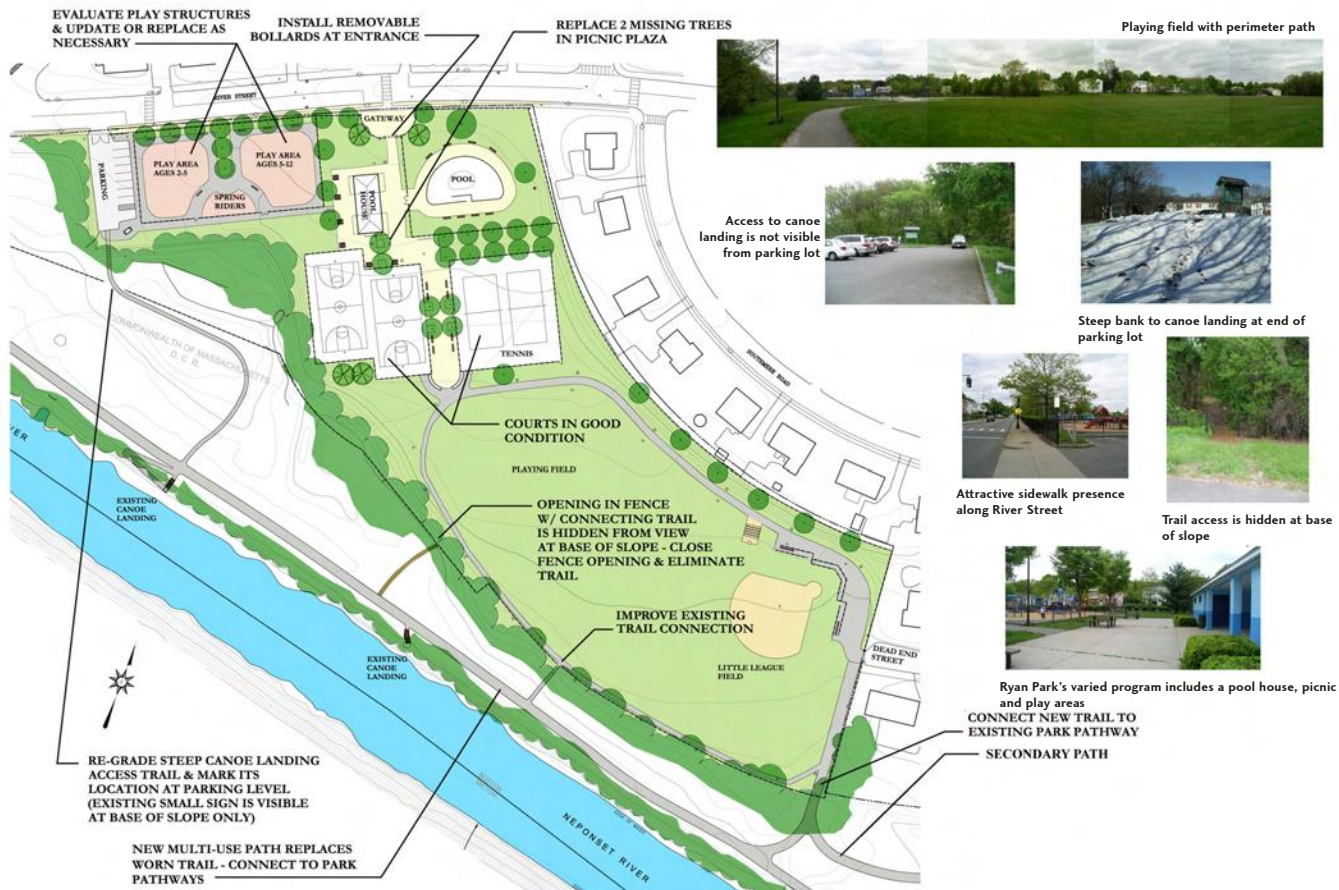 EVALUATE PLAY STRUCTURES
& UPDATE OR REPLACE AS
NECESSARY
INSTALL REMOVABLE
BOLLARDS AT ENTRANCE
REPLACE 2 MISSING TREES
IN PICNIC PLAZA
Playing field with perimeter path
RIVER STREET
GATEWAY
PARKING
PLAY AREA
AGES 2-5
PLAY AREA
AGES 5-12
SPRING
RIDERS
POOL
HOUSE
POOL
TENNIS
SOUTHMERE ROAD
COMMONWEALTH OF MASSACHUSETTS
D. C. R.
Access to canoe
landing is not visible
from parking lot
Steep bank to canoe landing at end of
parking lot
COURTS IN GOOD
CONDITION
PLAYING FIELD
EXISTING
CANOE
LANDING
RIVER
Attractive sidewalk presence
along River Street
Trail access is hidden at base
of slope
OPENING IN FENCE
W/ CONNECTING TRAIL
IS HIDDEN FROM VIEW
AT BASE OF SLOPE - CLOSE
FENCE OPENING & ELIMINATE
TRAIL
IMPROVE EXISTING
TRAIL CONNECTION
EXISTING
CANOE
LANDING
LITTLE LEAGUE
FIELD
DEAD END
STREET
Ryan Park's varied program includes a pool house, picnic
and play areas
CONNECT NEW TRAIL TO
EXISTING PARK PATHWAY
SECONDARY PATH
RE-GRADE STEEP CANOE LANDING
ACCESS TRAIL & MARK ITS
LOCATION AT PARKING LEVEL
(EXISTING SMALL SIGN IS VISIBLE
AT BASE OF SLOPE ONLY)
NEW MULTI-USE PATH REPLACES
WORN TRAIL - CONNECT TO PARK
PATHWAYS
BOSTON
MILTON
EDGE OF WATER
NEPONSET RIVER